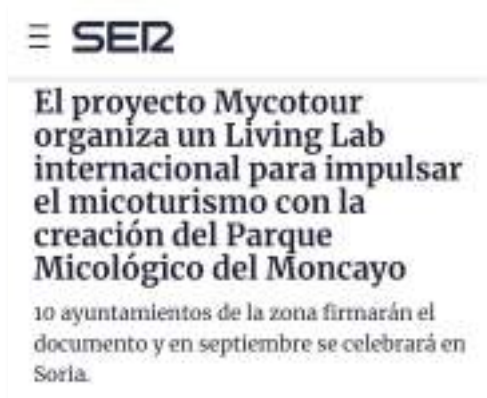 SER
El proyecto Mycotour
organiza un Living Lab
internacional para impulsar
el micoturismo con la
creación del Parque
Micológico del Moncayo
10 ayuntamientos de la zona firmarán el
documento y en septiembre se celebrará en
Soria.